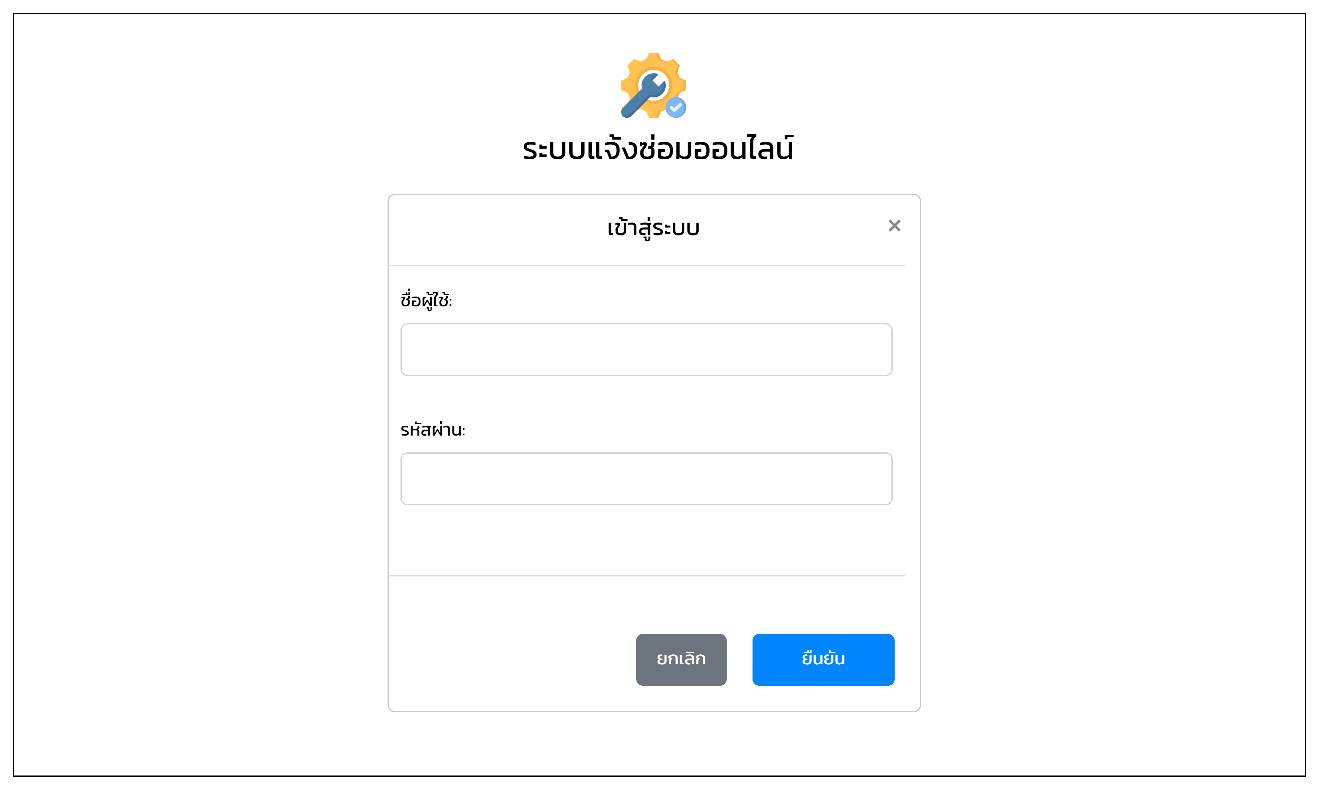 ระบบแจ้งซ่อมออนไลน์
เข้าสู่ระบบ ×
ชื่อผู้ใช้:
รหัสผ่าน:
ยกเลิก ยืนยัน